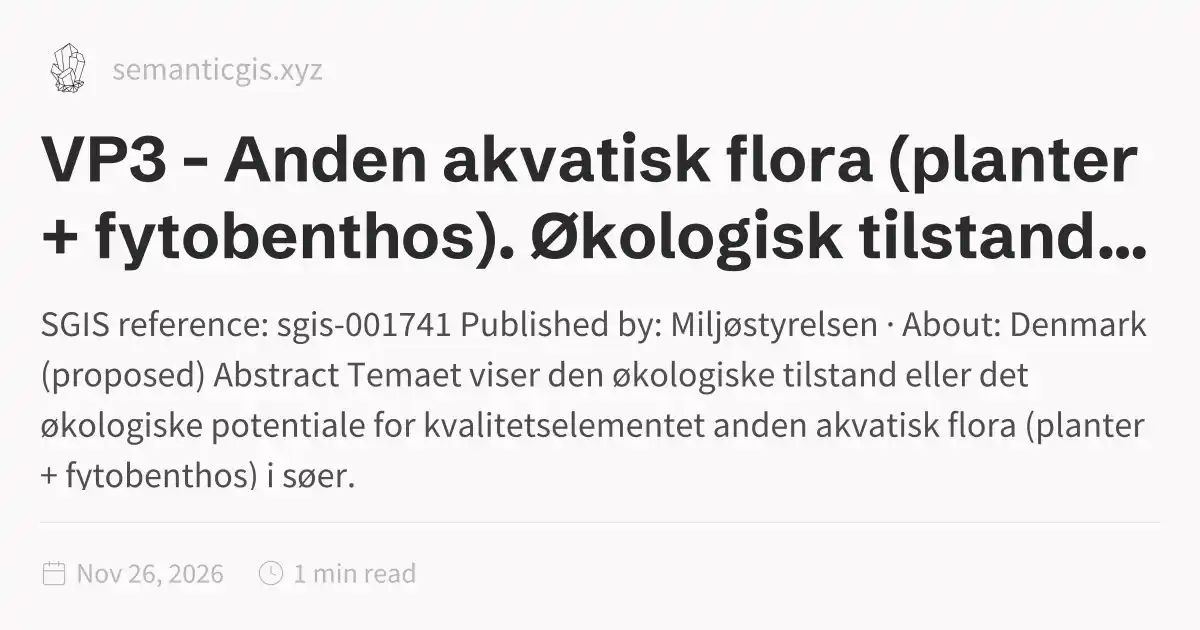 semanticgis.xyz
VP3 - Anden akvatisk flora (planter
+ fytobenthos). Økologisk tilstand...
SGIS reference: sgis-001741 Published by: Miljøstyrelsen · About: Denmark
(proposed) Abstract Temaet viser den økologiske tilstand eller det
økologiske potentiale for kvalitetselementet anden akvatisk flora (planter
+ fytobenthos) i søer.
Nov 26, 2026 1 min read